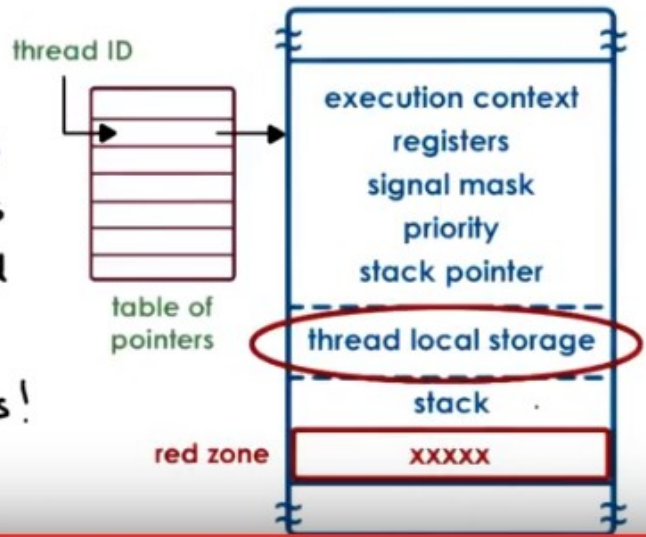 thread ID
execution context
registers
signal mask
priority
stack pointer
table of
pointers
thread local storage
stack
red zone
xxxxx
s!